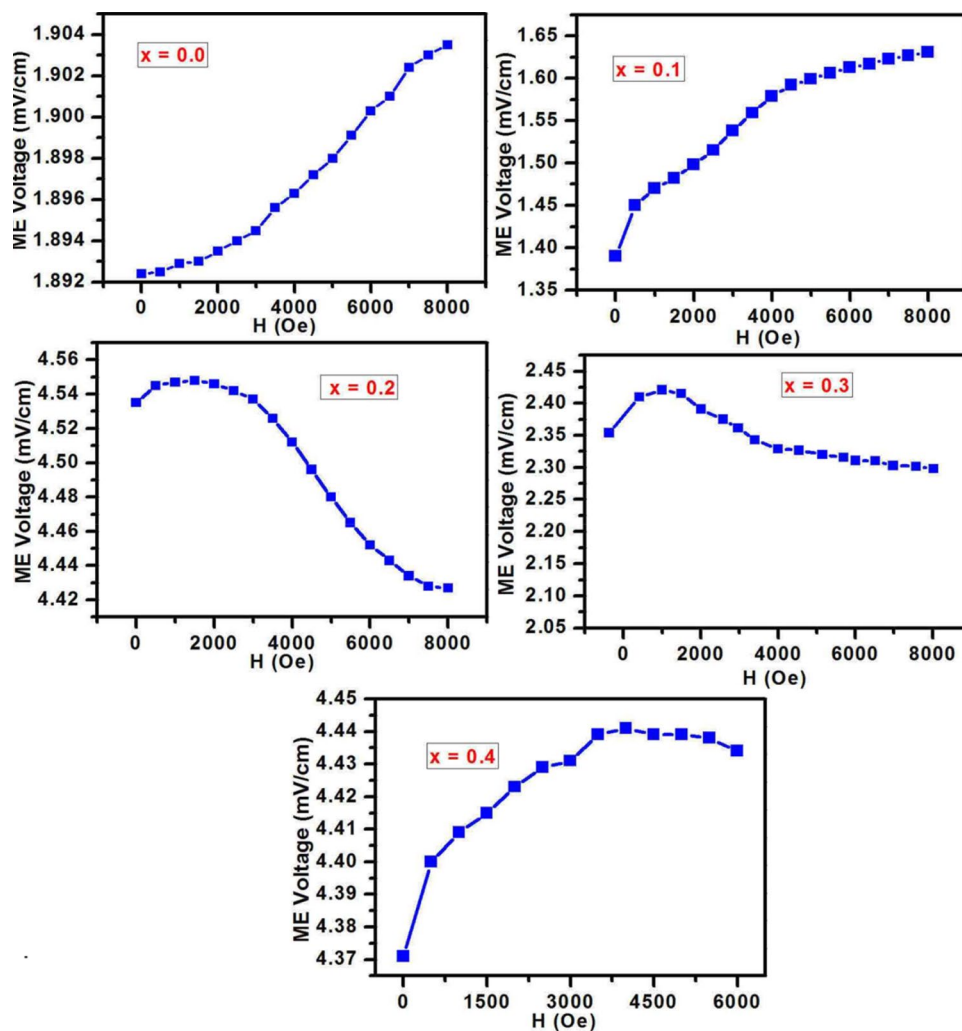 ME Voltage (mV/cm)
1.904
1.902
1.900
1.898
1.896
1.894
1.892
x = 0.0
0 2000 4000 6000 8000
H (Oe)
ME Voltage (mV/cm)
1.65
1.60
1.55
1.50
1.45
1.40
1.35
x = 0.1
0 2000 4000 6000 8000
H (Oe)
ME Voltage (mV/cm)
4.56
4.54
4.52
4.50
4.48
4.46
4.44
4.42
x = 0.2
0 2000 4000 6000 8000
H (Oe)
ME Voltage (mV/cm)
2.45
2.40
2.35
2.30
2.25
2.20
2.15
2.10
2.05
x = 0.3
0 2000 4000 6000 8000
H (Oe)
ME Voltage (mV/cm)
4.45
4.44
4.43
4.42
4.41
4.40
4.39
4.38
4.37
x = 0.4
0 1500 3000 4500 6000
H (Oe)